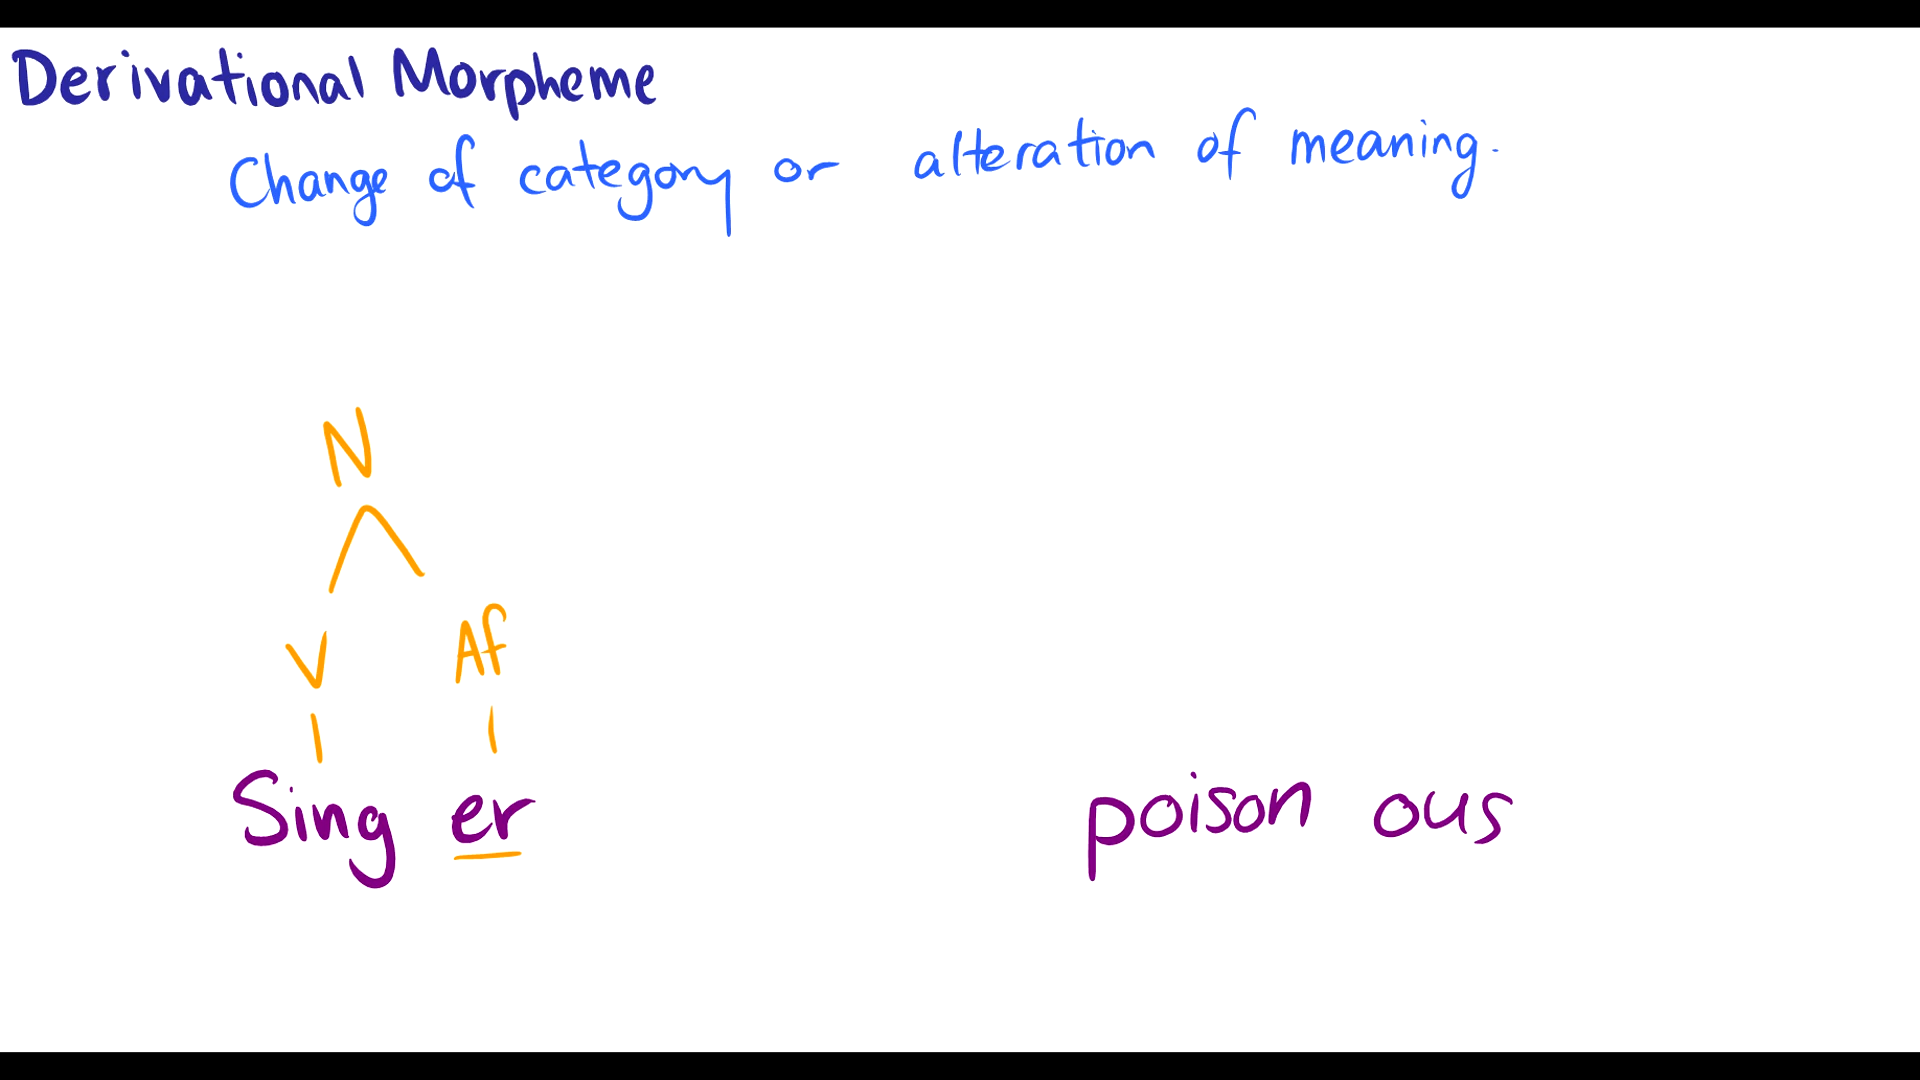 Derivational Morpheme
Change of category or alteration of meaning.
N
V Af
Sing er
poison ous